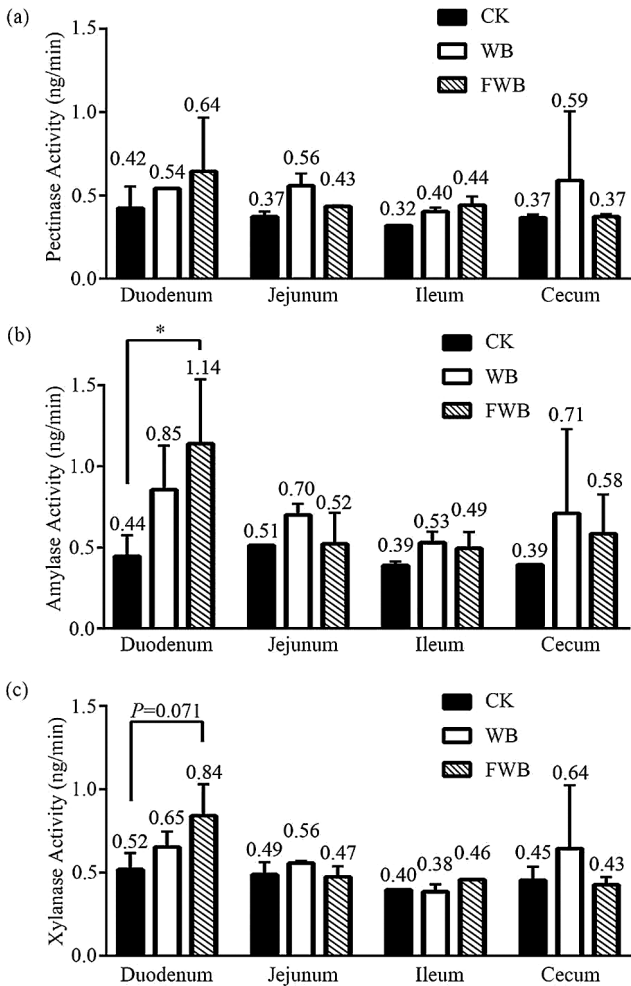 (a)
CK
WB
FWB
Pectinase Activity (ng/min)
1.5
1.0
0.5
0.0
0.42
0.54
0.64
0.37
0.56
0.43
0.32
0.40
0.44
0.37
0.59
0.37
Duodenum
Jejunum
Ileum
Cecum
(b)
CK
WB
FWB
Amylase Activity (ng/min)
1.5
1.0
0.5
0.0
*
0.44
0.85
1.14
0.51
0.70
0.52
0.39
0.53
0.49
0.39
0.71
0.58
Duodenum
Jejunum
Ileum
Cecum
(c)
CK
WB
FWB
Xylanase Activity (ng/min)
1.5
1.0
0.5
0.0
P=0.071
0.52
0.65
0.84
0.49
0.56
0.47
0.40
0.38
0.46
0.45
0.64
0.43
Duodenum
Jejunum
Ileum
Cecum